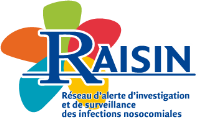 RAISIN
Réseau d'alerte d'investigation
et de surveillance
des infections nosocomiales